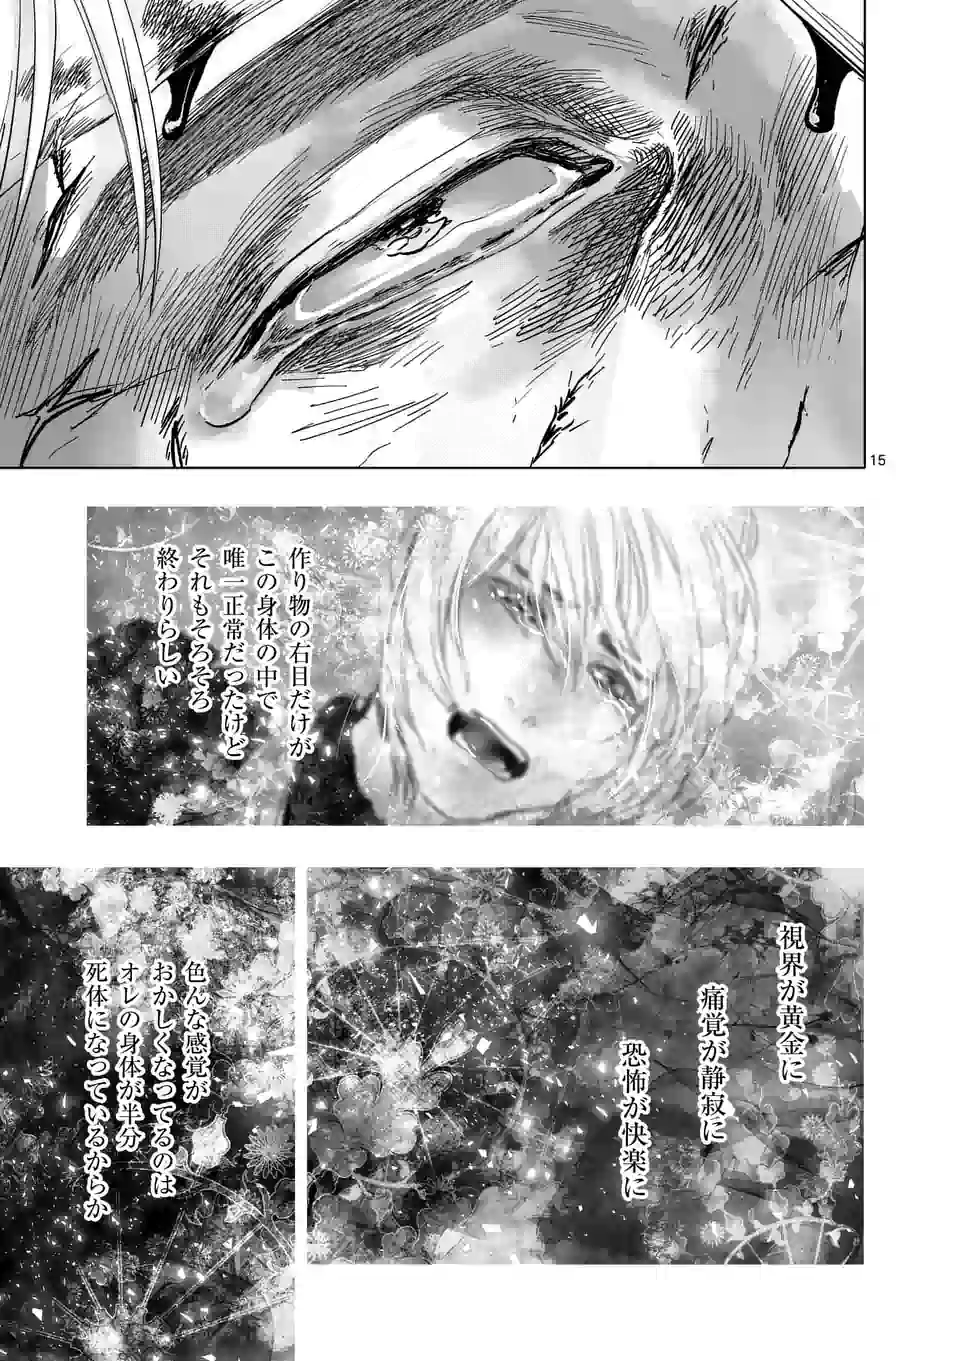 15
作り物の右目だけが
この身体の中で
唯一正常だったけど
それもそろそろ
終わりらしい
視界が黄金に
痛覚が静寂に
恐怖が快楽に
色んな感覚が
おかしくなってるのは
オレの身体が半分
死体になっているからか